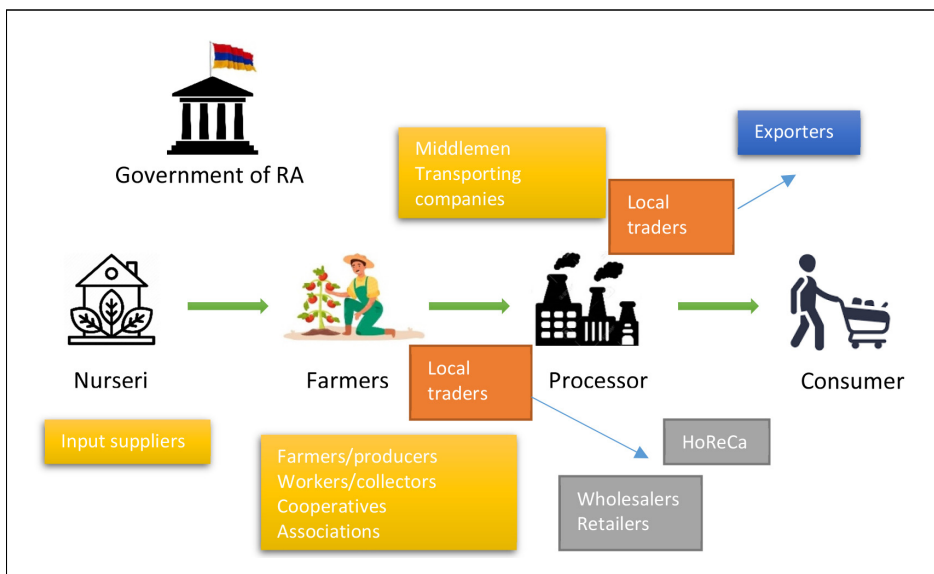 Government of RA
Middlemen
Transporting
companies
Exporters
Local
traders
Nurseri
Farmers
Local
traders
Processor
Consumer
Input suppliers
Farmers/producers
Workers/collectors
Cooperatives
Associations
HoReCa
Wholesalers
Retailers